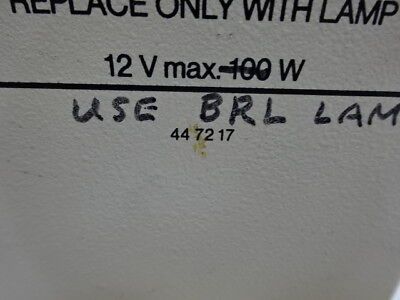 REPLACE ONLY WITH LAMP
12 V max. 100 W
USE BRL LAM
44 72 17